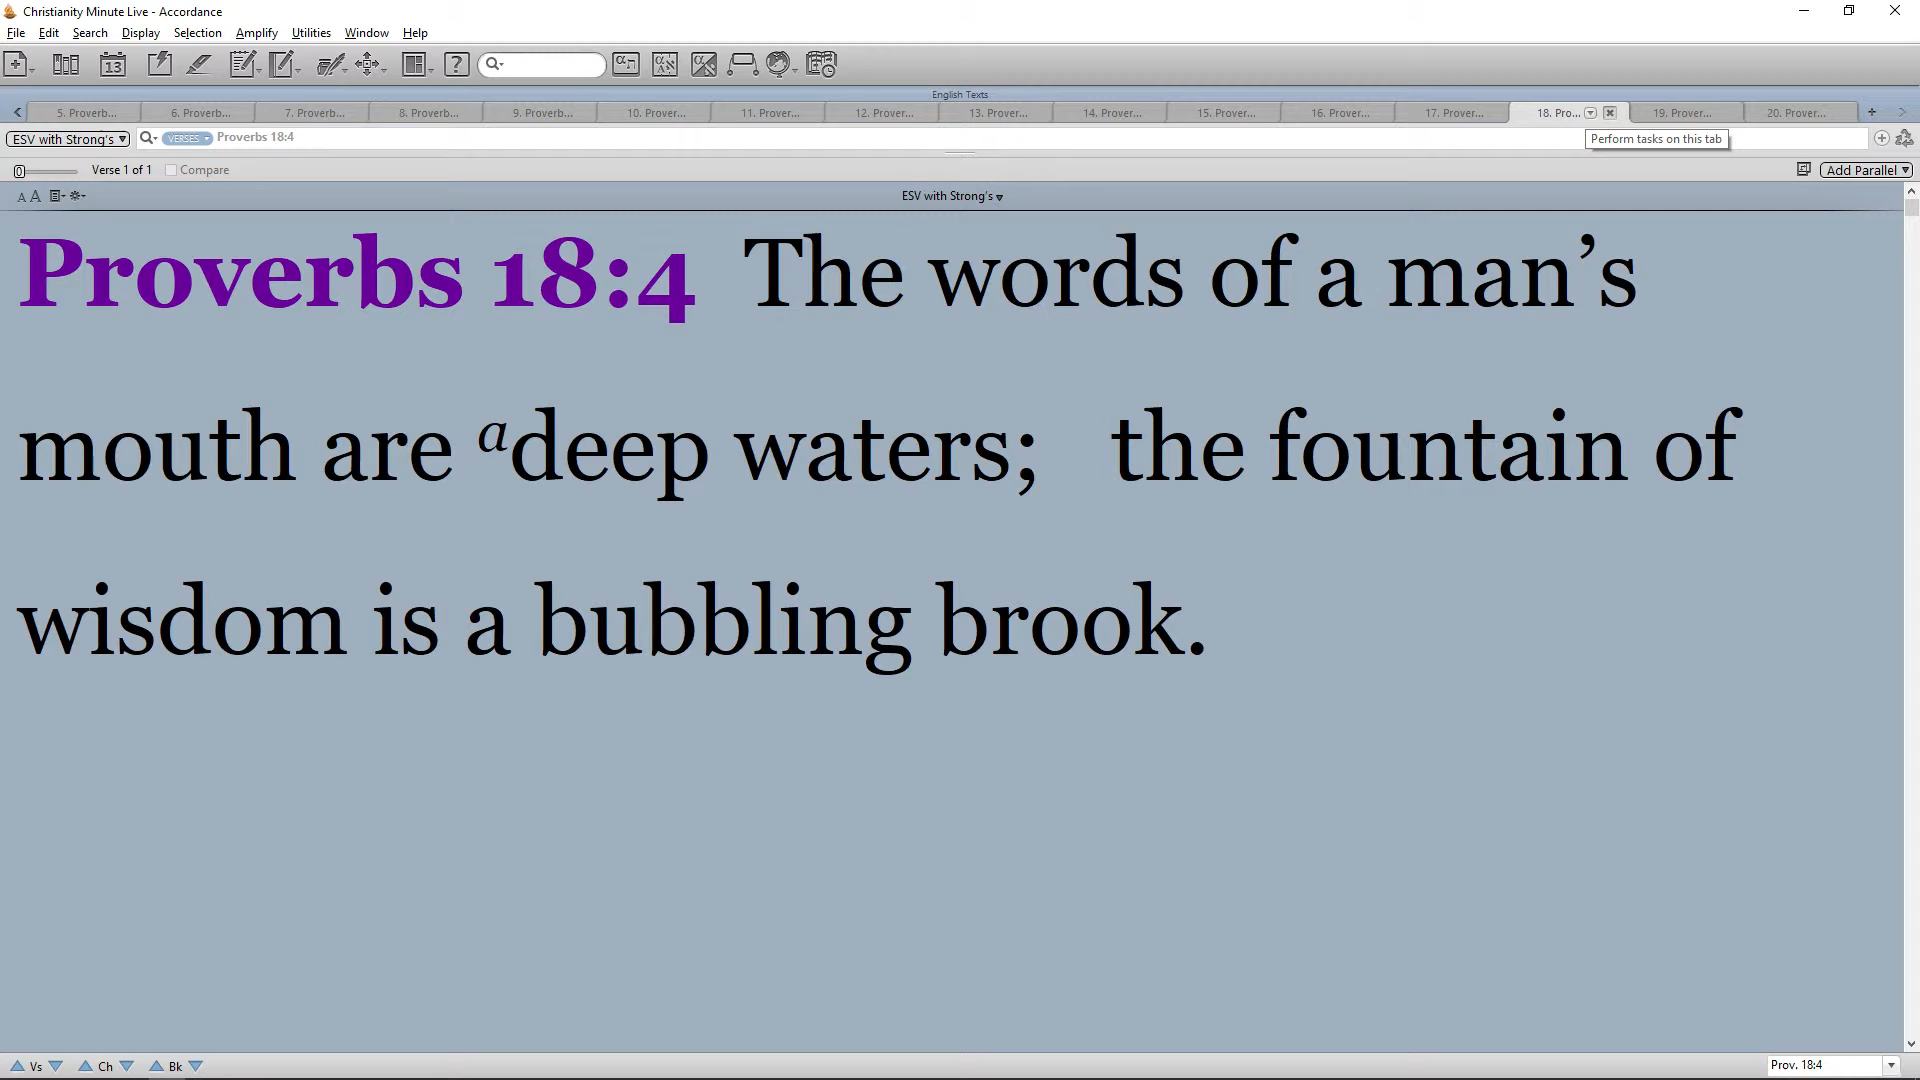 Christianity Minute Live - Accordance
File Edit Search Display Selection Amplify Utilities Window Help
13
English Texts
5. Proverb... 6. Proverb... 7. Proverb... 8. Proverb... 9. Proverb... 10. Prover... 11. Prover... 12. Prover... 13. Prover... 14. Prover... 15. Prover... 16. Prover... 17. Prover... 18. Pro... 19. Prover... 20. Prover...
ESV with Strong's VERSES Proverbs 18:4 Perform tasks on this tab
0 Verse 1 of 1 Compare Add Parallel
A A ESV with Strong's
Proverbs 18:4 The words of a man’s
mouth are adeep waters; the fountain of
wisdom is a bubbling brook.
Vs Ch Bk Prov. 18:4